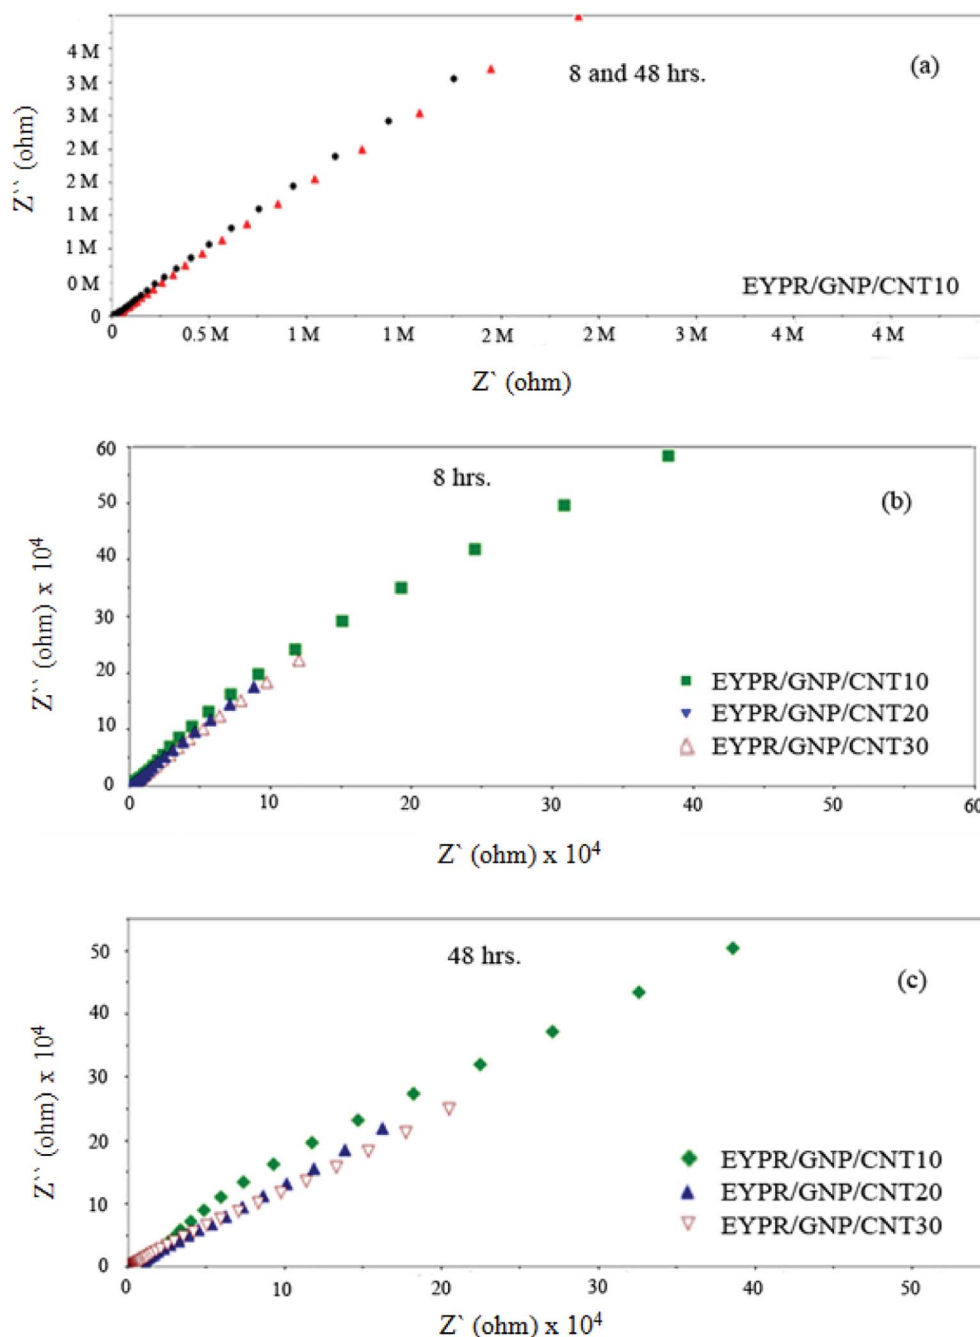 4 M
(a)
8 and 48 hrs.
3 M
3 M
2 M
2 M
1 M
1 M
0 M
0
Z`` (ohm)
EYPR/GNP/CNT10
0 0.5 M 1 M 1 M 2 M 2 M 3 M 4 M 4 M
Z` (ohm)
60
8 hrs.
(b)
50
40
30
20
10
0
Z`` (ohm) x 10⁴
EYPR/GNP/CNT10
EYPR/GNP/CNT20
EYPR/GNP/CNT30
0 10 20 30 40 50 60
Z` (ohm) x 10⁴
48 hrs.
(c)
50
40
30
20
10
0
Z`` (ohm) x 10⁴
EYPR/GNP/CNT10
EYPR/GNP/CNT20
EYPR/GNP/CNT30
0 10 20 30 40 50
Z` (ohm) x 10⁴